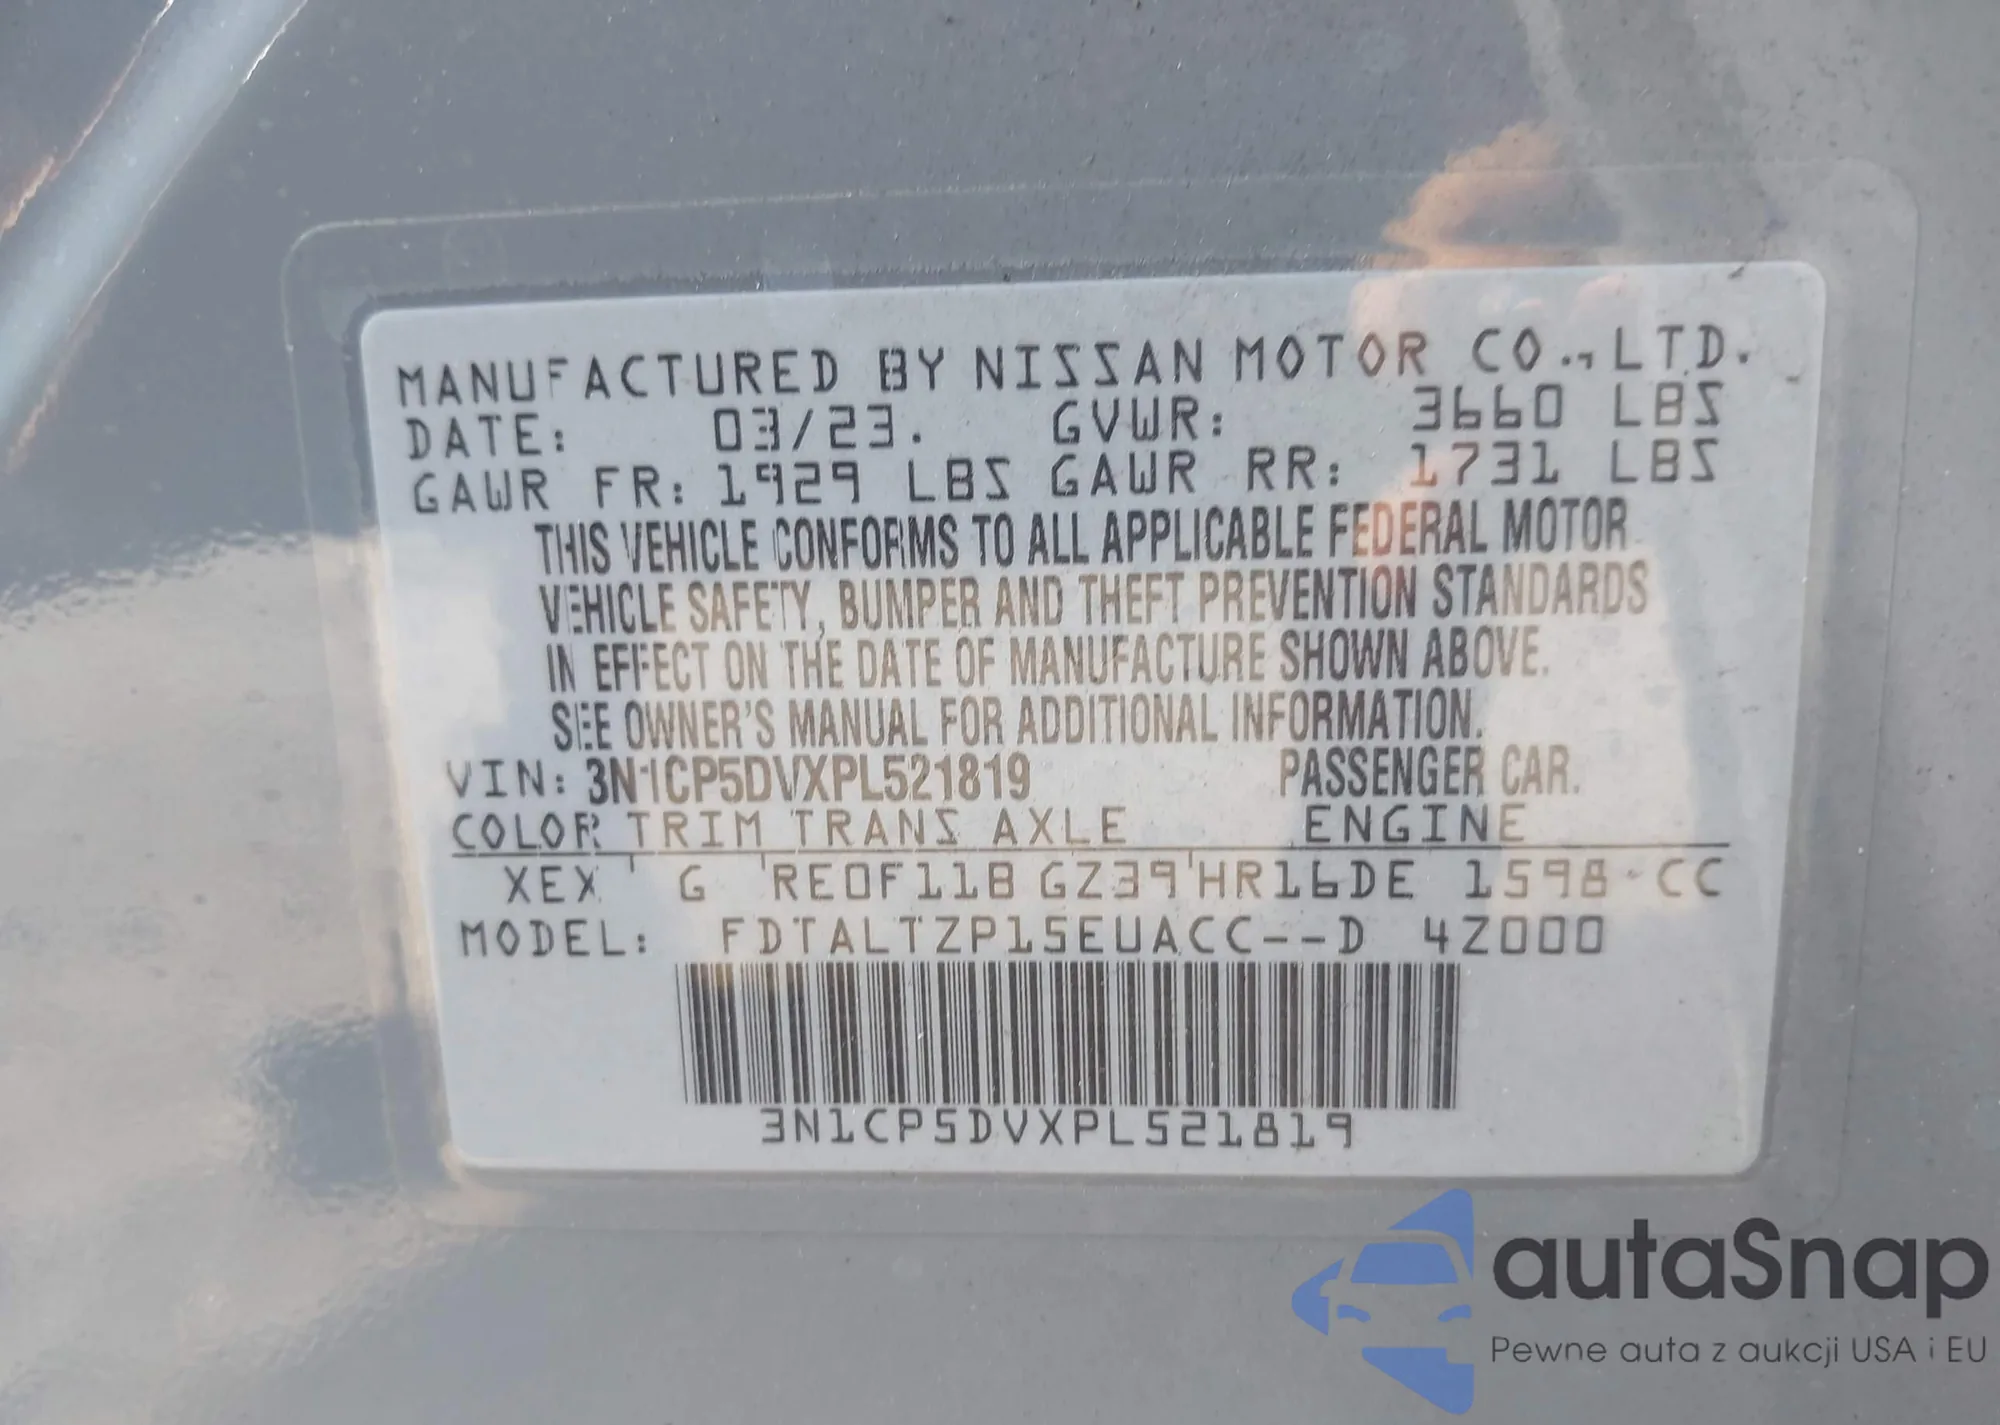 MANUFACTURED BY NISSAN MOTOR CO., LTD.
DATE: 03/23. GVWR: 3660 LBS
GAWR FR: 1929 LBS GAWR RR: 1731 LBS
THIS VEHICLE CONFORMS TO ALL APPLICABLE FEDERAL MOTOR
VEHICLE SAFETY, BUMPER AND THEFT PREVENTION STANDARDS
IN EFFECT ON THE DATE OF MANUFACTURE SHOWN ABOVE.
SEE OWNER'S MANUAL FOR ADDITIONAL INFORMATION.
VIN: 3N1CP5DVXPL521819 PASSENGER CAR.
COLOR TRIM TRANS AXLE ENGINE
XEX ' G 'RE0F11B GZ39'HR16DE 1598-CC
MODEL: FDTALTZP15EUACC--D 4Z000
3N1CP5DVXPL521819
autaSnap
Pewne auta z aukcji USA i EU